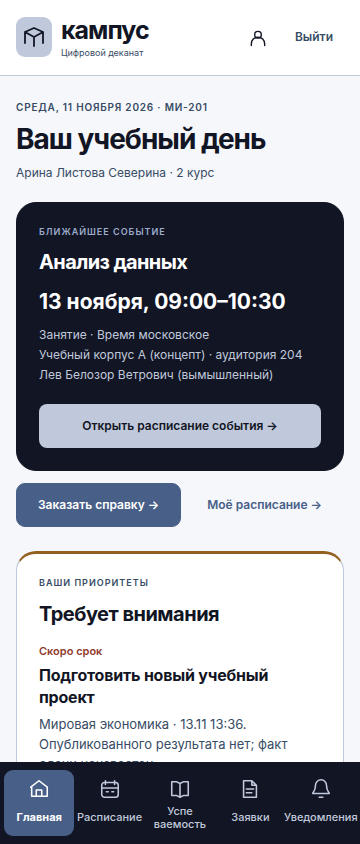 кампус
Цифровой деканат
Выйти
СРЕДА, 11 НОЯБРЯ 2026 · МИ-201
Ваш учебный день
Арина Листова Северина · 2 курс
БЛИЖАЙШЕЕ СОБЫТИЕ
Анализ данных
13 ноября, 09:00–10:30
Занятие · Время московское
Учебный корпус А (концепт) · аудитория 204
Лев Белозор Ветрович (вымышленный)
Открыть расписание события →
Заказать справку →
Моё расписание →
ВАШИ ПРИОРИТЕТЫ
Требует внимания
Скоро срок
Подготовить новый учебный
проект
Мировая экономика · 13.11 13:36.
Опубликованного результата нет; факт
Главная
Расписание
Успе
ваемость
Заявки
Уведомления